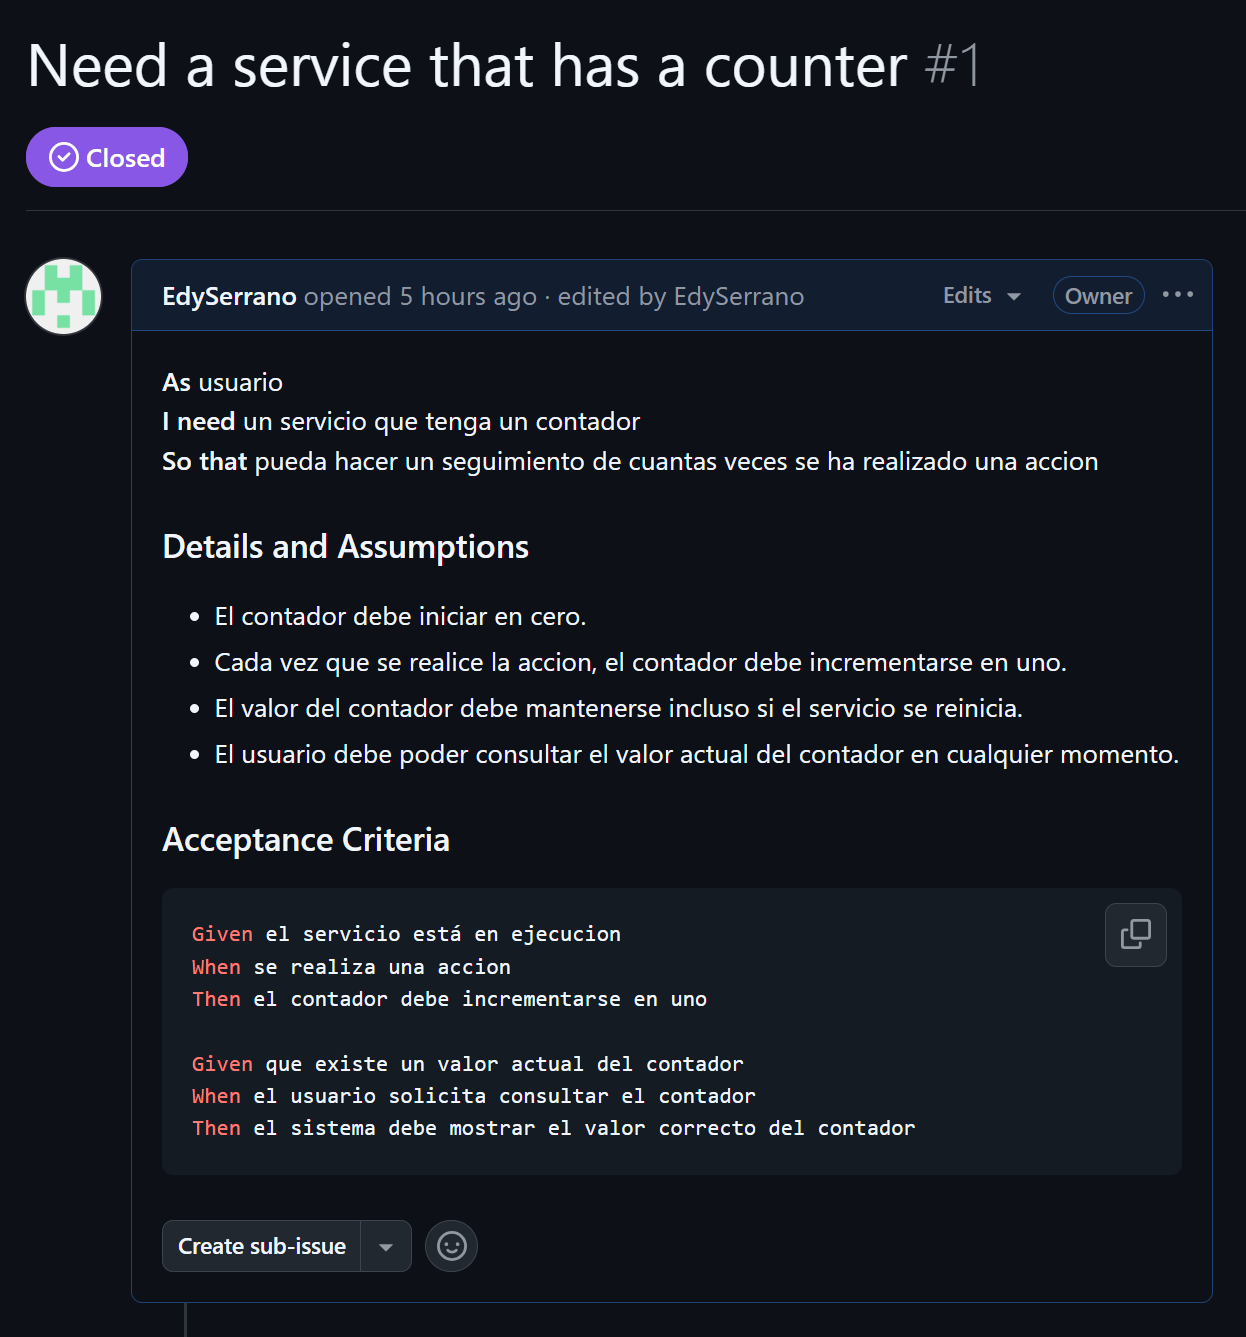 Need a service that has a counter #1
Closed
EdySerrano opened 5 hours ago · edited by EdySerrano
Edits
Owner
As usuario
I need un servicio que tenga un contador
So that pueda hacer un seguimiento de cuantas veces se ha realizado una accion
Details and Assumptions
El contador debe iniciar en cero.
Cada vez que se realice la accion, el contador debe incrementarse en uno.
El valor del contador debe mantenerse incluso si el servicio se reinicia.
El usuario debe poder consultar el valor actual del contador en cualquier momento.
Acceptance Criteria
Given el servicio está en ejecucion
When se realiza una accion
Then el contador debe incrementarse en uno
Given que existe un valor actual del contador
When el usuario solicita consultar el contador
Then el sistema debe mostrar el valor correcto del contador
Create sub-issue